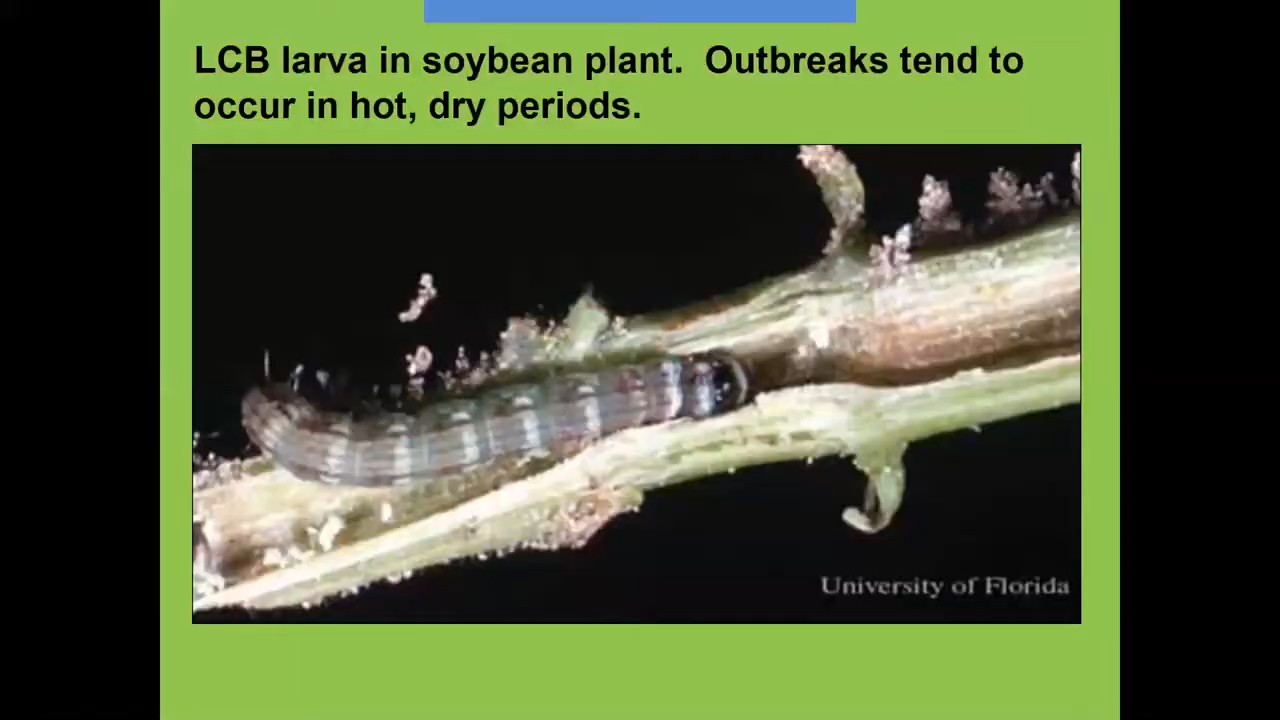 LCB larva in soybean plant.  Outbreaks tend to
occur in hot, dry periods.
University of Florida